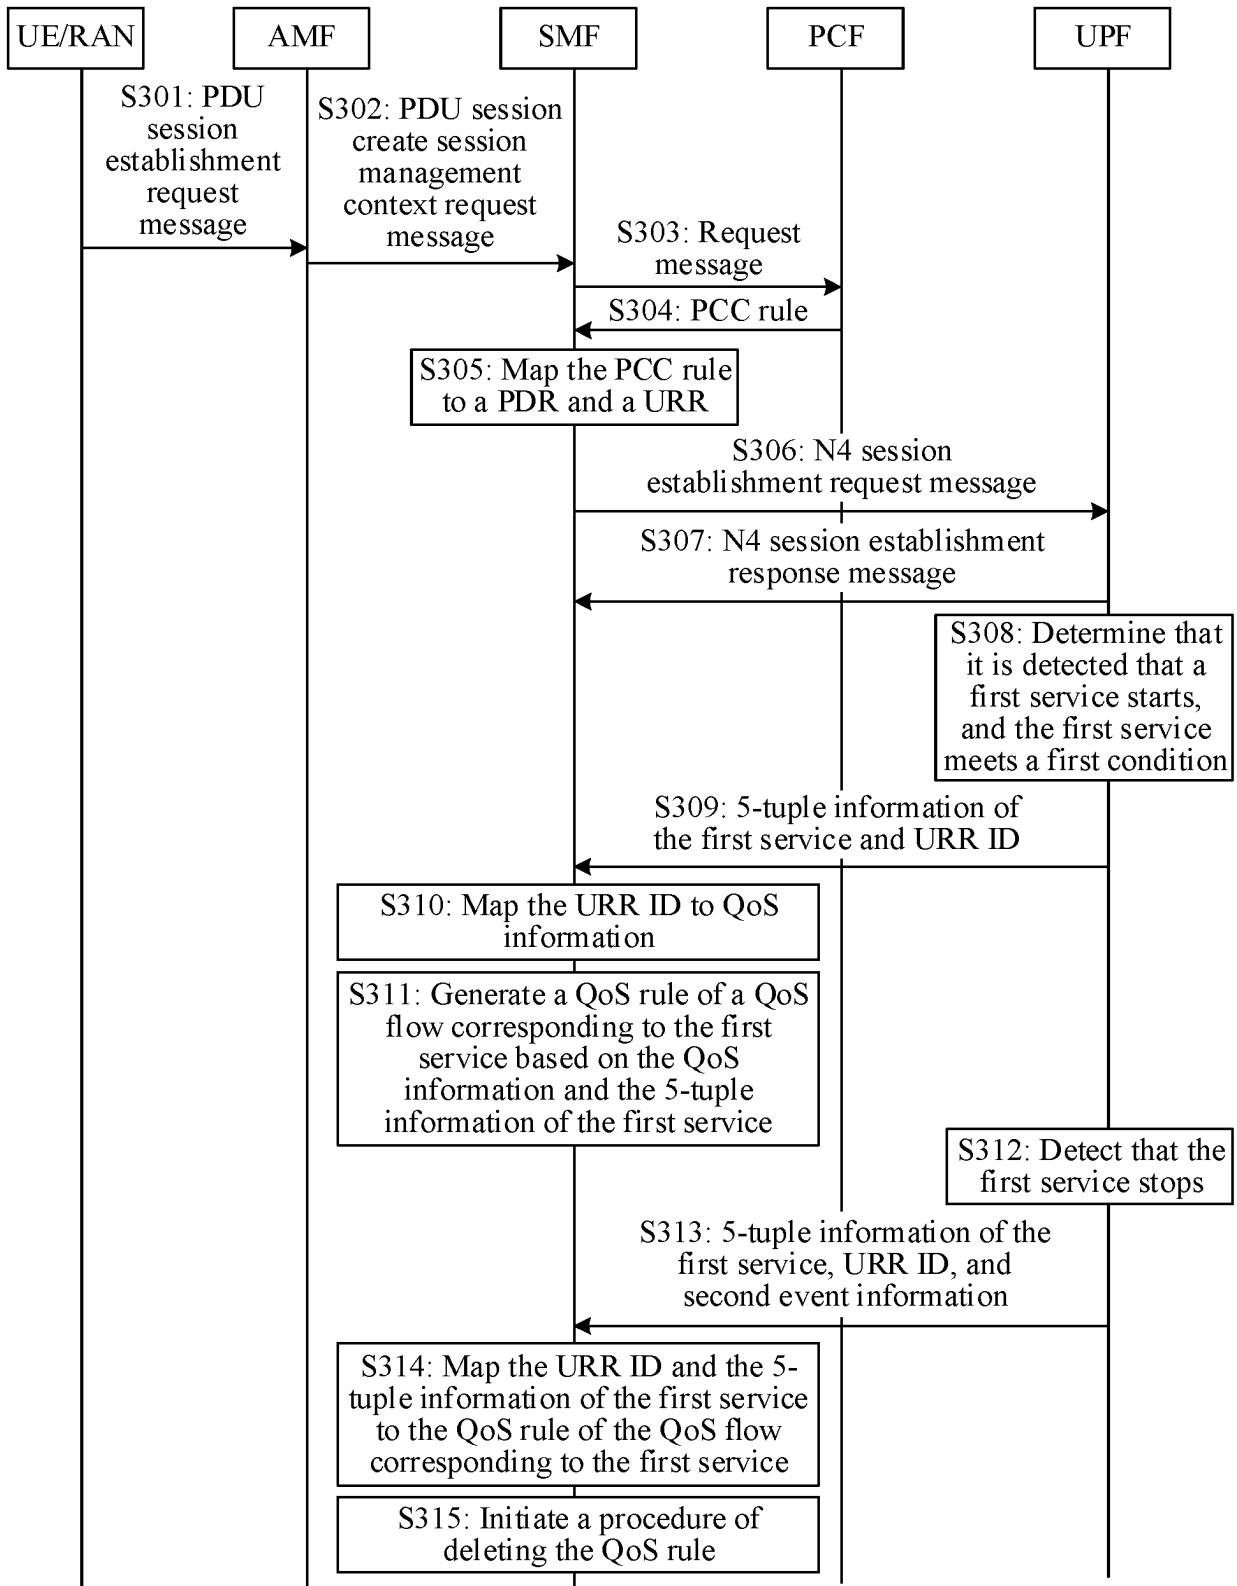 UE/RAN
AMF
SMF
PCF
UPF
S301: PDU
session
establishment
request
message
S302: PDU session
create session
management
context request
message
S303: Request
message
S304: PCC rule
S305: Map the PCC rule
to a PDR and a URR
S306: N4 session
establishment request message
S307: N4 session establishment
response message
S308: Determine that
it is detected that a
first service starts,
and the first service
meets a first condition
S309: 5-tuple information of
the first service and URR ID
S310: Map the URR ID to QoS
information
S311: Generate a QoS rule of a QoS
flow corresponding to the first
service based on the QoS
information and the 5-tuple
information of the first service
S312: Detect that the
first service stops
S313: 5-tuple information of the
first service, URR ID, and
second event information
S314: Map the URR ID and the 5-
tuple information of the first service
to the QoS rule of the QoS flow
corresponding to the first service
S315: Initiate a procedure of
deleting the QoS rule